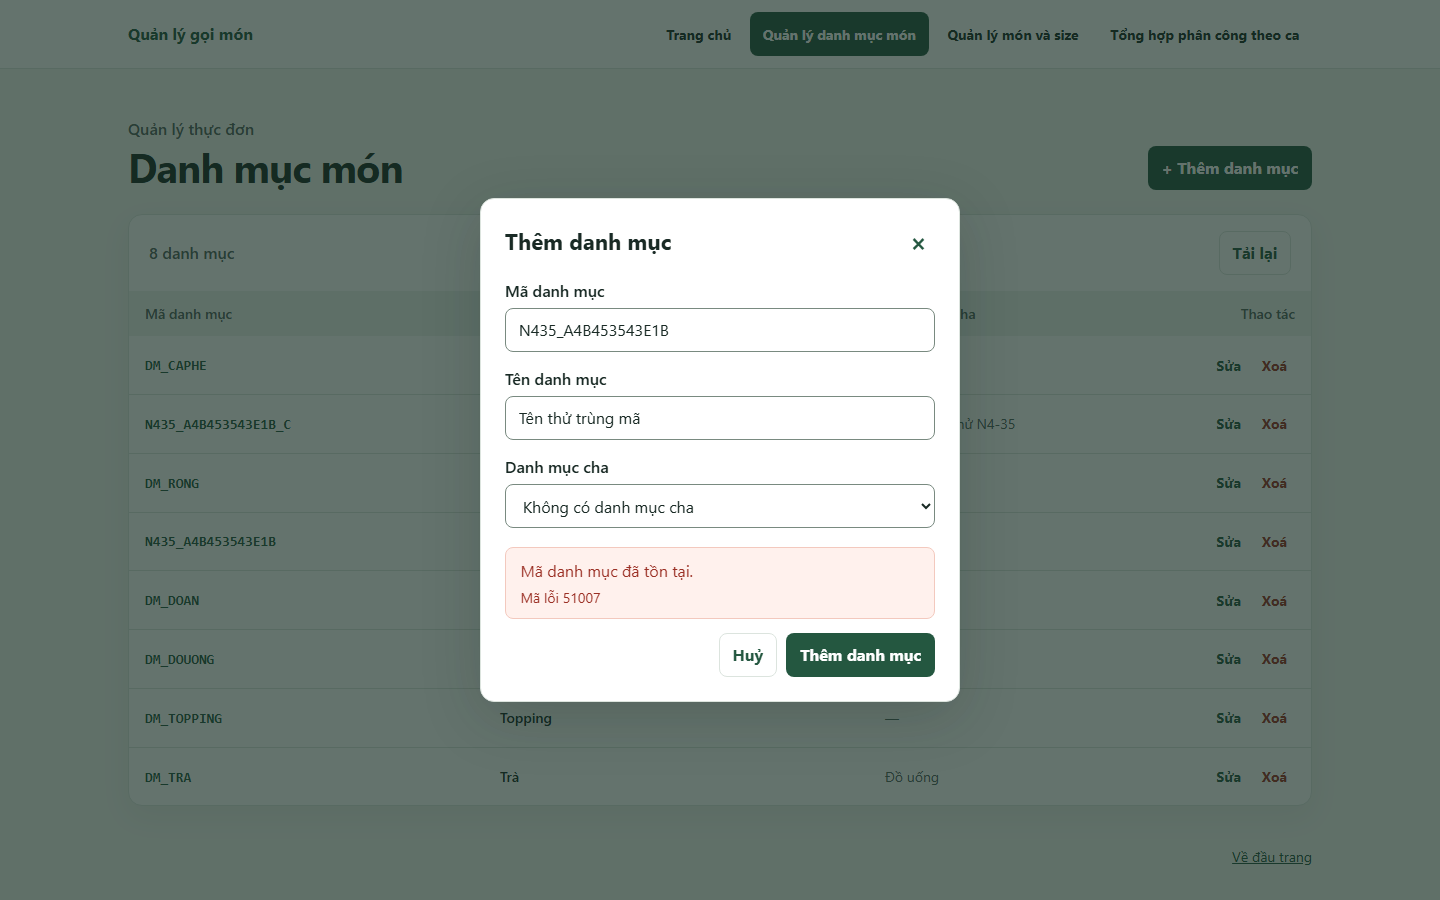 Quản lý gọi món
Trang chủ
Quản lý danh mục món
Quản lý món và size
Tổng hợp phân công theo ca
Quản lý thực đơn
Danh mục món
+ Thêm danh mục
8 danh mục
Tải lại
Mã danh mục
ha
Thao tác
DM_CAPHE
Sửa
Xoá
N435_A4B453543E1B_C
hử N4-35
Sửa
Xoá
DM_RONG
Sửa
Xoá
N435_A4B453543E1B
Sửa
Xoá
DM_DOAN
Sửa
Xoá
DM_DOUONG
Sửa
Xoá
DM_TOPPING
Topping
—
Sửa
Xoá
DM_TRA
Trà
Đồ uống
Sửa
Xoá
Về đầu trang
Thêm danh mục
×
Mã danh mục
N435_A4B453543E1B
Tên danh mục
Tên thử trùng mã
Danh mục cha
Không có danh mục cha
Mã danh mục đã tồn tại.
Mã lỗi 51007
Huỷ
Thêm danh mục